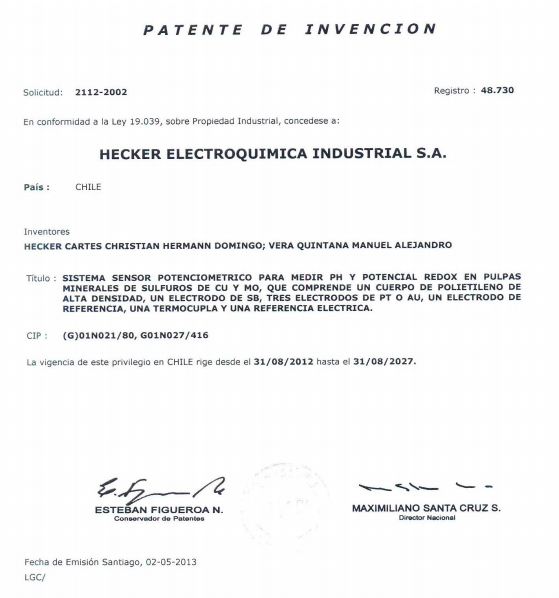 PATENTE DE INVENCION
Solicitud: 2112-2002 Registro : 48.730
En conformidad a la Ley 19.039, sobre Propiedad Industrial, concedese a:
HECKER ELECTROQUIMICA INDUSTRIAL S.A.
País : CHILE
Inventores
HECKER CARTES CHRISTIAN HERMANN DOMINGO; VERA QUINTANA MANUEL ALEJANDRO
Título : SISTEMA SENSOR POTENCIOMETRICO PARA MEDIR PH Y POTENCIAL REDOX EN PULPAS
MINERALES DE SULFUROS DE CU Y MO, QUE COMPRENDE UN CUERPO DE POLIETILENO DE
ALTA DENSIDAD, UN ELECTRODO DE SB, TRES ELECTRODOS DE PT O AU, UN ELECTRODO DE
REFERENCIA, UNA TERMOCUPLA Y UNA REFERENCIA ELECTRICA.
CIP : (G)01N021/80, G01N027/416
La vigencia de este privilegio en CHILE rige desde el 31/08/2012 hasta el 31/08/2027.
ESTEBAN FIGUEROA N. MAXIMILIANO SANTA CRUZ S.
Conservador de Patentes Director Nacional
Fecha de Emisión Santiago, 02-05-2013
LGC/